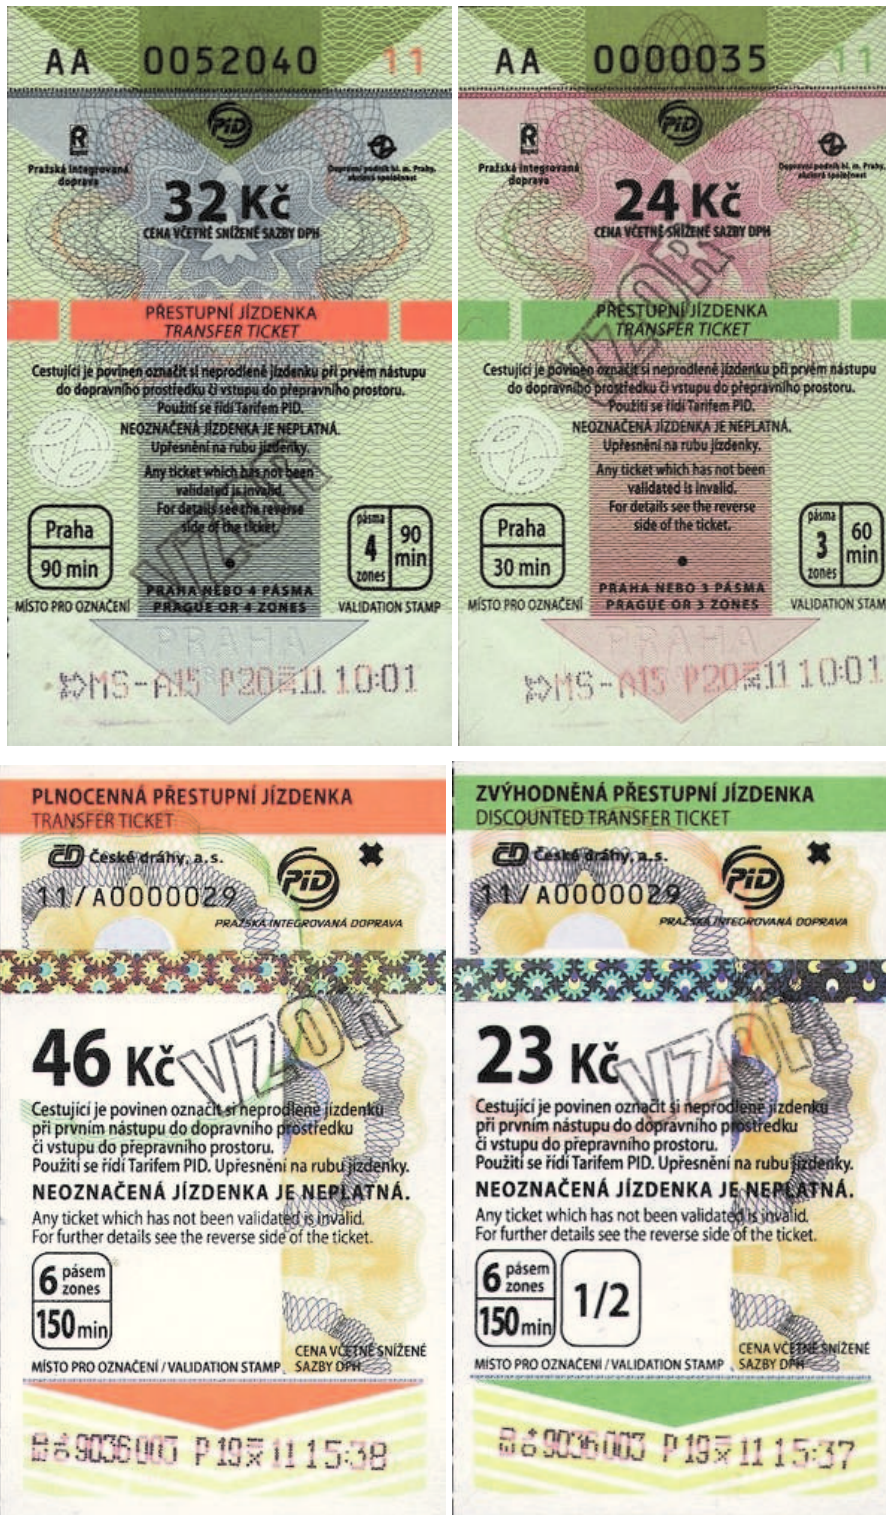 AA 0052040 11
PiD
R
Pražská integrovaná
doprava
Dopravní podnik hl. m. Prahy,
akciová společnost
32 Kč
CENA VČETNĚ SNÍŽENÉ SAZBY DPH
PŘESTUPNÍ JÍZDENKA
TRANSFER TICKET
Cestující je povinen označit si neprodleně jízdenku při prvém nástupu
do dopravního prostředku či vstupu do přepravního prostoru.
Použití se řídí Tarifem PID.
NEOZNAČENÁ JÍZDENKA JE NEPLATNÁ.
Upřesnění na rubu jízdenky.
Any ticket which has not been
validated is invalid.
For details see the reverse
side of the ticket.
VZOR
Praha
90 min
pásma
4
zones
90
min
PRAHA NEBO 4 PÁSMA
PRAGUE OR 4 ZONES
MÍSTO PRO OZNAČENÍ
VALIDATION STAMP
PRAHA
MS-A15 P20 11 10:01
AA 0000035 11
PiD
R
Pražská integrovaná
doprava
Dopravní podnik hl. m. Prahy,
akciová společnost
24 Kč
CENA VČETNĚ SNÍŽENÉ SAZBY DPH
VZOR
PŘESTUPNÍ JÍZDENKA
TRANSFER TICKET
Cestující je povinen označit si neprodleně jízdenku při prvém nástupu
do dopravního prostředku či vstupu do přepravního prostoru.
Použití se řídí Tarifem PID.
NEOZNAČENÁ JÍZDENKA JE NEPLATNÁ.
Upřesnění na rubu jízdenky.
Any ticket which has not been
validated is invalid.
For details see the reverse
side of the ticket.
Praha
30 min
pásma
3
zones
60
min
PRAHA NEBO 3 PÁSMA
PRAGUE OR 3 ZONES
MÍSTO PRO OZNAČENÍ
VALIDATION STAM
PRAHA
MS-A15 P20 11 10:01
PLNOCENNÁ PŘESTUPNÍ JÍZDENKA
TRANSFER TICKET
ČD České dráhy, a.s.
PiD
11/A0000029
PRAŽSKÁ INTEGROVANÁ DOPRAVA
46 Kč
VZOR
Cestující je povinen označit si neprodleně jízdenku
při prvním nástupu do dopravního prostředku
či vstupu do přepravního prostoru.
Použití se řídí Tarifem PID. Upřesnění na rubu jízdenky.
NEOZNAČENÁ JÍZDENKA JE NEPLATNÁ.
Any ticket which has not been validated is invalid.
For further details see the reverse side of the ticket.
6 pásem
zones
150 min
CENA VČETNĚ SNÍŽENÉ
SAZBY DPH
MÍSTO PRO OZNAČENÍ / VALIDATION STAMP
9036003 P 19 11 15:38
ZVÝHODNĚNÁ PŘESTUPNÍ JÍZDENKA
DISCOUNTED TRANSFER TICKET
ČD České dráhy, a.s.
PiD
11/A0000029
PRAŽSKÁ INTEGROVANÁ DOPRAVA
23 Kč
VZOR
Cestující je povinen označit si neprodleně jízdenku
při prvním nástupu do dopravního prostředku
či vstupu do přepravního prostoru.
Použití se řídí Tarifem PID. Upřesnění na rubu jízdenky.
NEOZNAČENÁ JÍZDENKA JE NEPLATNÁ.
Any ticket which has not been validated is invalid.
For further details see the reverse side of the ticket.
6 pásem
zones
150 min
1/2
CENA VČETNĚ SNÍŽENÉ
SAZBY DPH
MÍSTO PRO OZNAČENÍ / VALIDATION STAMP
9036003 P 19 11 15:37